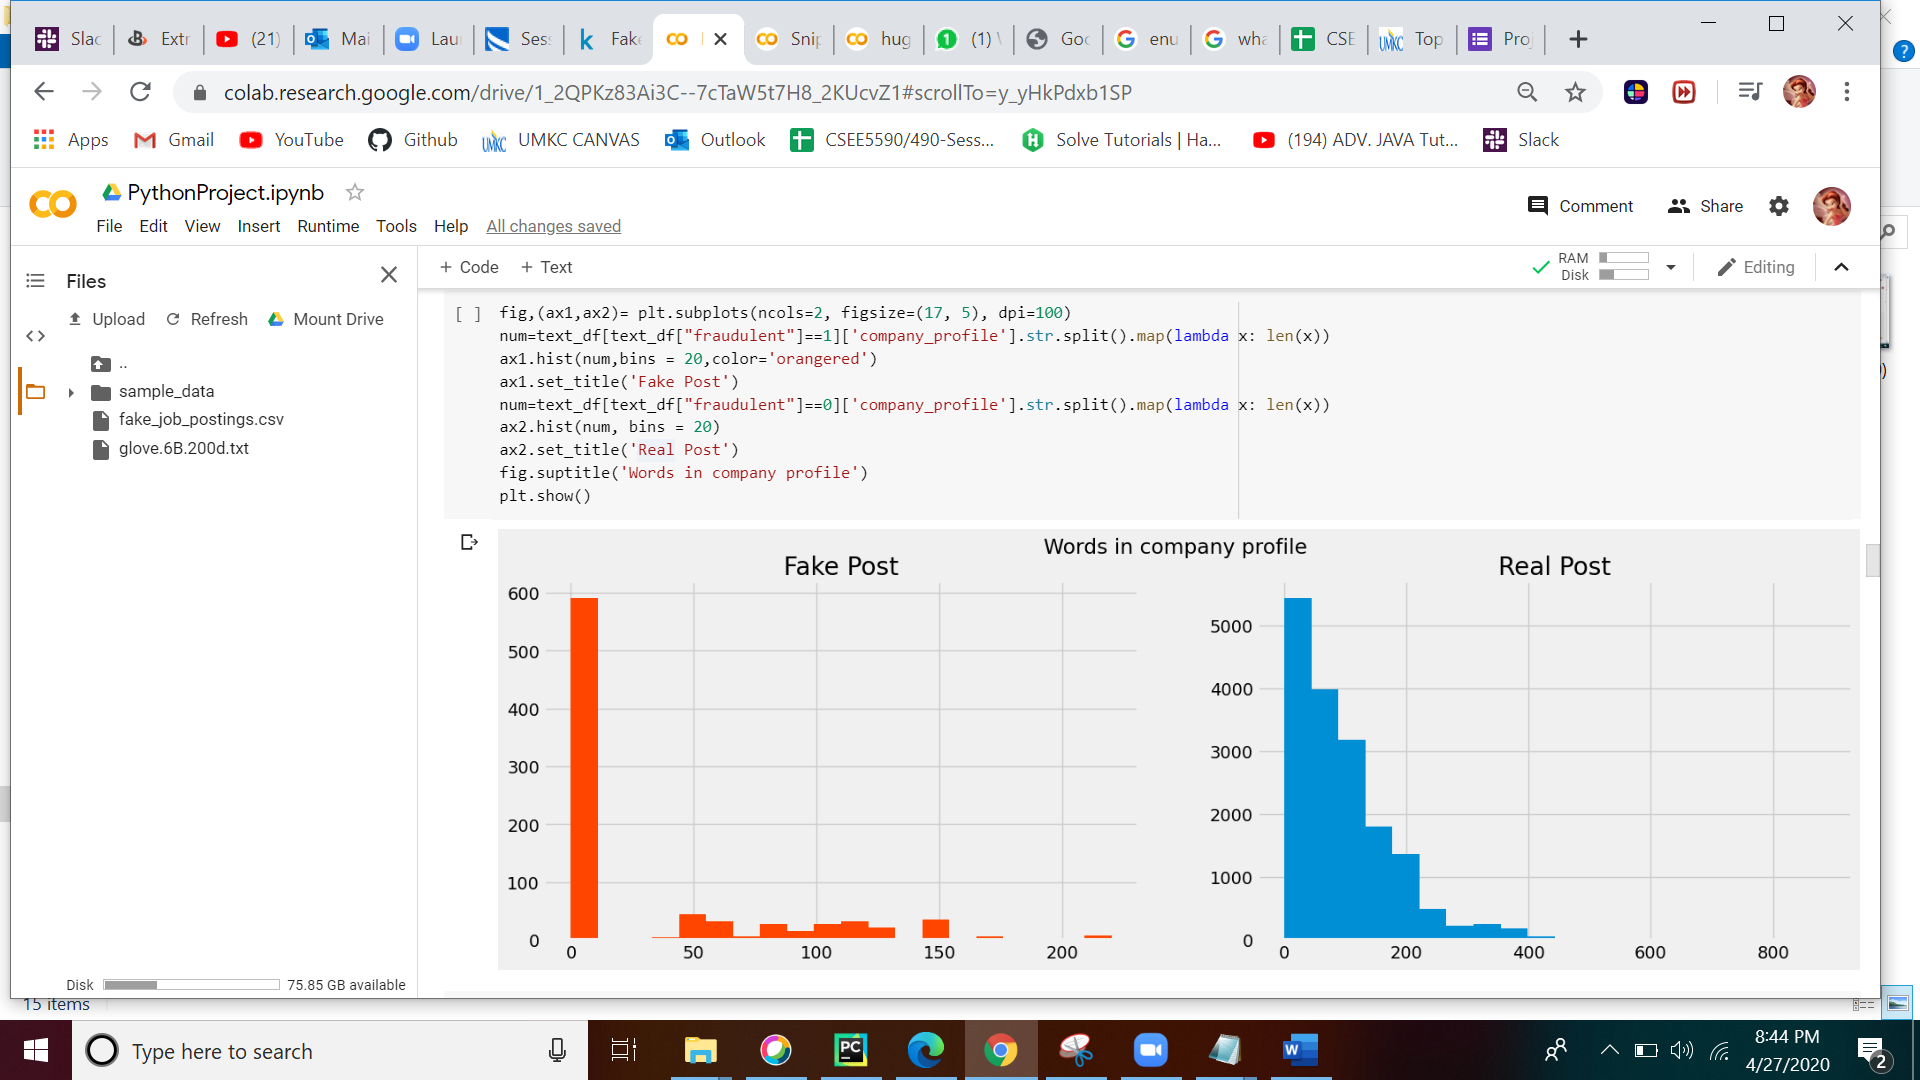 Slac
Extr
(21)
Mai
Lau
Sess
Fake
Snip
hug
(1)
Goo
enu
wha
CSE
Top
Proj
colab.research.google.com/drive/1_2QPKz83Ai3C--7cTaW5t7H8_2KUcvZ1#scrollTo=y_yHkPdxb1SP
Apps Gmail YouTube Github UMKC CANVAS Outlook CSEE5590/490-Sess... Solve Tutorials | Ha... (194) ADV. JAVA Tut... Slack
PythonProject.ipynb
Comment Share
File Edit View Insert Runtime Tools Help All changes saved
Files
+ Code + Text
RAM
Disk
Editing
Upload Refresh Mount Drive
..
sample_data
fake_job_postings.csv
glove.6B.200d.txt
[ ] fig,(ax1,ax2)= plt.subplots(ncols=2, figsize=(17, 5), dpi=100)
num=text_df[text_df["fraudulent"]==1]['company_profile'].str.split().map(lambda x: len(x))
ax1.hist(num,bins = 20,color='orangered')
ax1.set_title('Fake Post')
num=text_df[text_df["fraudulent"]==0]['company_profile'].str.split().map(lambda x: len(x))
ax2.hist(num, bins = 20)
ax2.set_title('Real Post')
fig.suptitle('Words in company profile')
plt.show()
Words in company profile
Fake Post
600
500
400
300
200
100
0
0 50 100 150 200
Real Post
5000
4000
3000
2000
1000
0
0 200 400 600 800
Disk 75.85 GB available
15 items
Type here to search
8:44 PM
4/27/2020
2